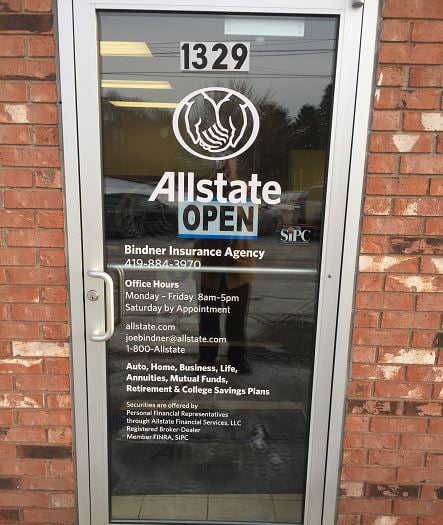 1329
Allstate
OPEN
SIPC
Bindner Insurance Agency
419-884-3970
Office Hours
Monday - Friday 8am-5pm
Saturday by Appointment
allstate.com
joebindner@allstate.com
1-800-Allstate
Auto, Home, Business, Life,
Annuities, Mutual Funds,
Retirement & College Savings Plans
Securities are offered by
Personal Financial Representatives
through Allstate Financial Services, LLC
Registered Broker-Dealer
Member FINRA, SIPC